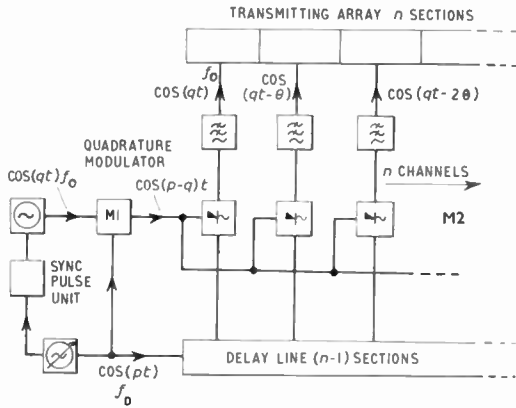 TRANSMITTING ARRAY n SECTIONS
f₀
COS(qt)
COS
(qt-θ)
COS(qt-2θ)
QUADRATURE
MODULATOR
n CHANNELS
COS(qt)f₀
COS(p-q)t
M1
M2
SYNC
PULSE
UNIT
DELAY LINE (n-1) SECTIONS
COS(pt)
f_D